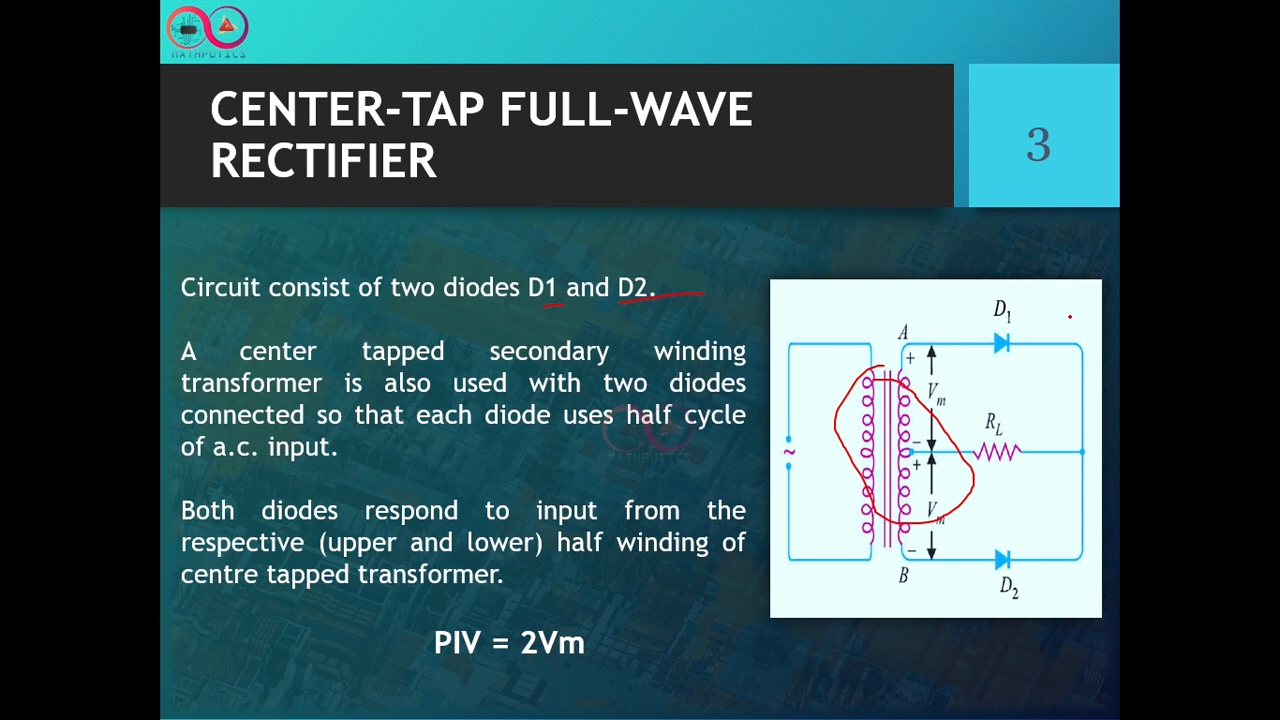 MATHPUTICS
CENTER-TAP FULL-WAVE
RECTIFIER
3
Circuit consist of two diodes D1 and D2.
A center tapped secondary winding
transformer is also used with two diodes
connected so that each diode uses half cycle
of a.c. input.
Both diodes respond to input from the
respective (upper and lower) half winding of
centre tapped transformer.
PIV = 2Vm
D1
A
+
Vm
RL
−
~
+
Vm
−
B
D2
MATHPUTICS